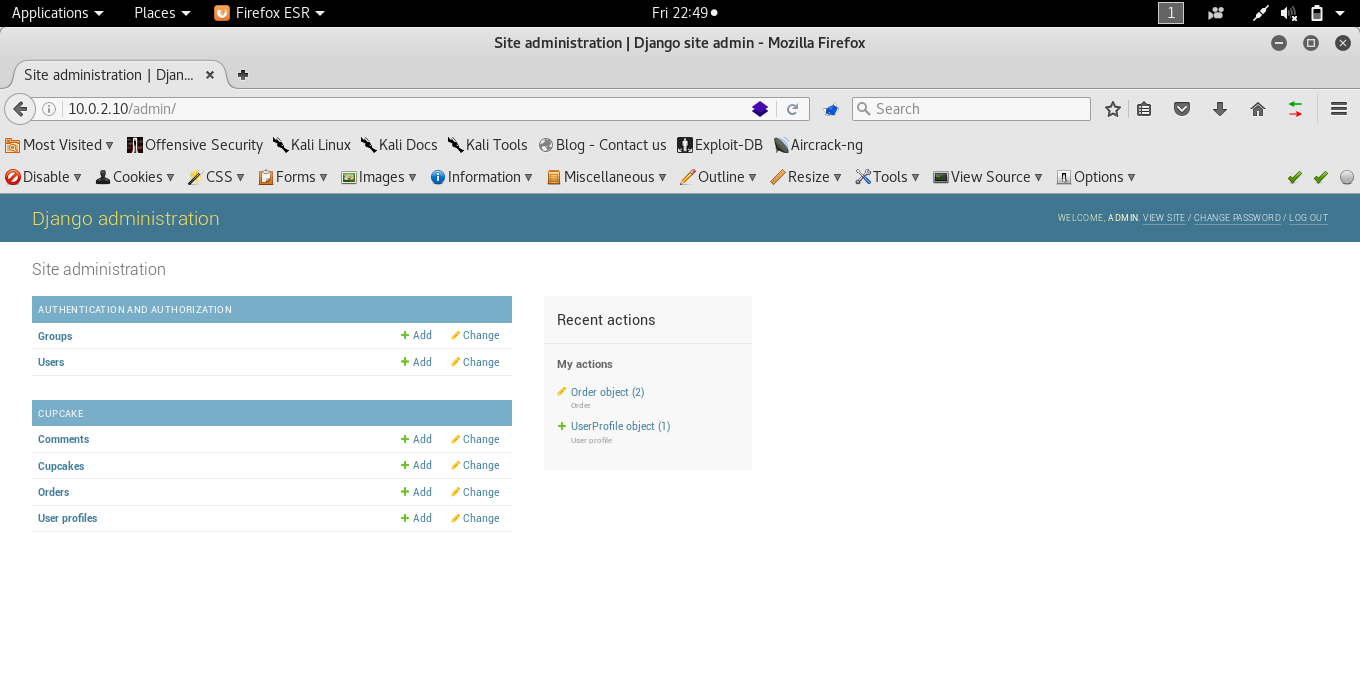 Applications Places Firefox ESR Fri 22:49 1
Site administration | Django site admin - Mozilla Firefox
Site administration | Djan...
10.0.2.10/admin/ Search
Most Visited Offensive Security Kali Linux Kali Docs Kali Tools Blog - Contact us Exploit-DB Aircrack-ng
Disable Cookies CSS Forms Images Information Miscellaneous Outline Resize Tools View Source Options
Django administration WELCOME, ADMIN. VIEW SITE / CHANGE PASSWORD / LOG OUT
Site administration
AUTHENTICATION AND AUTHORIZATION
Groups Add Change
Users Add Change
CUPCAKE
Comments Add Change
Cupcakes Add Change
Orders Add Change
User profiles Add Change
Recent actions
My actions
Order object (2)
Order
UserProfile object (1)
User profile